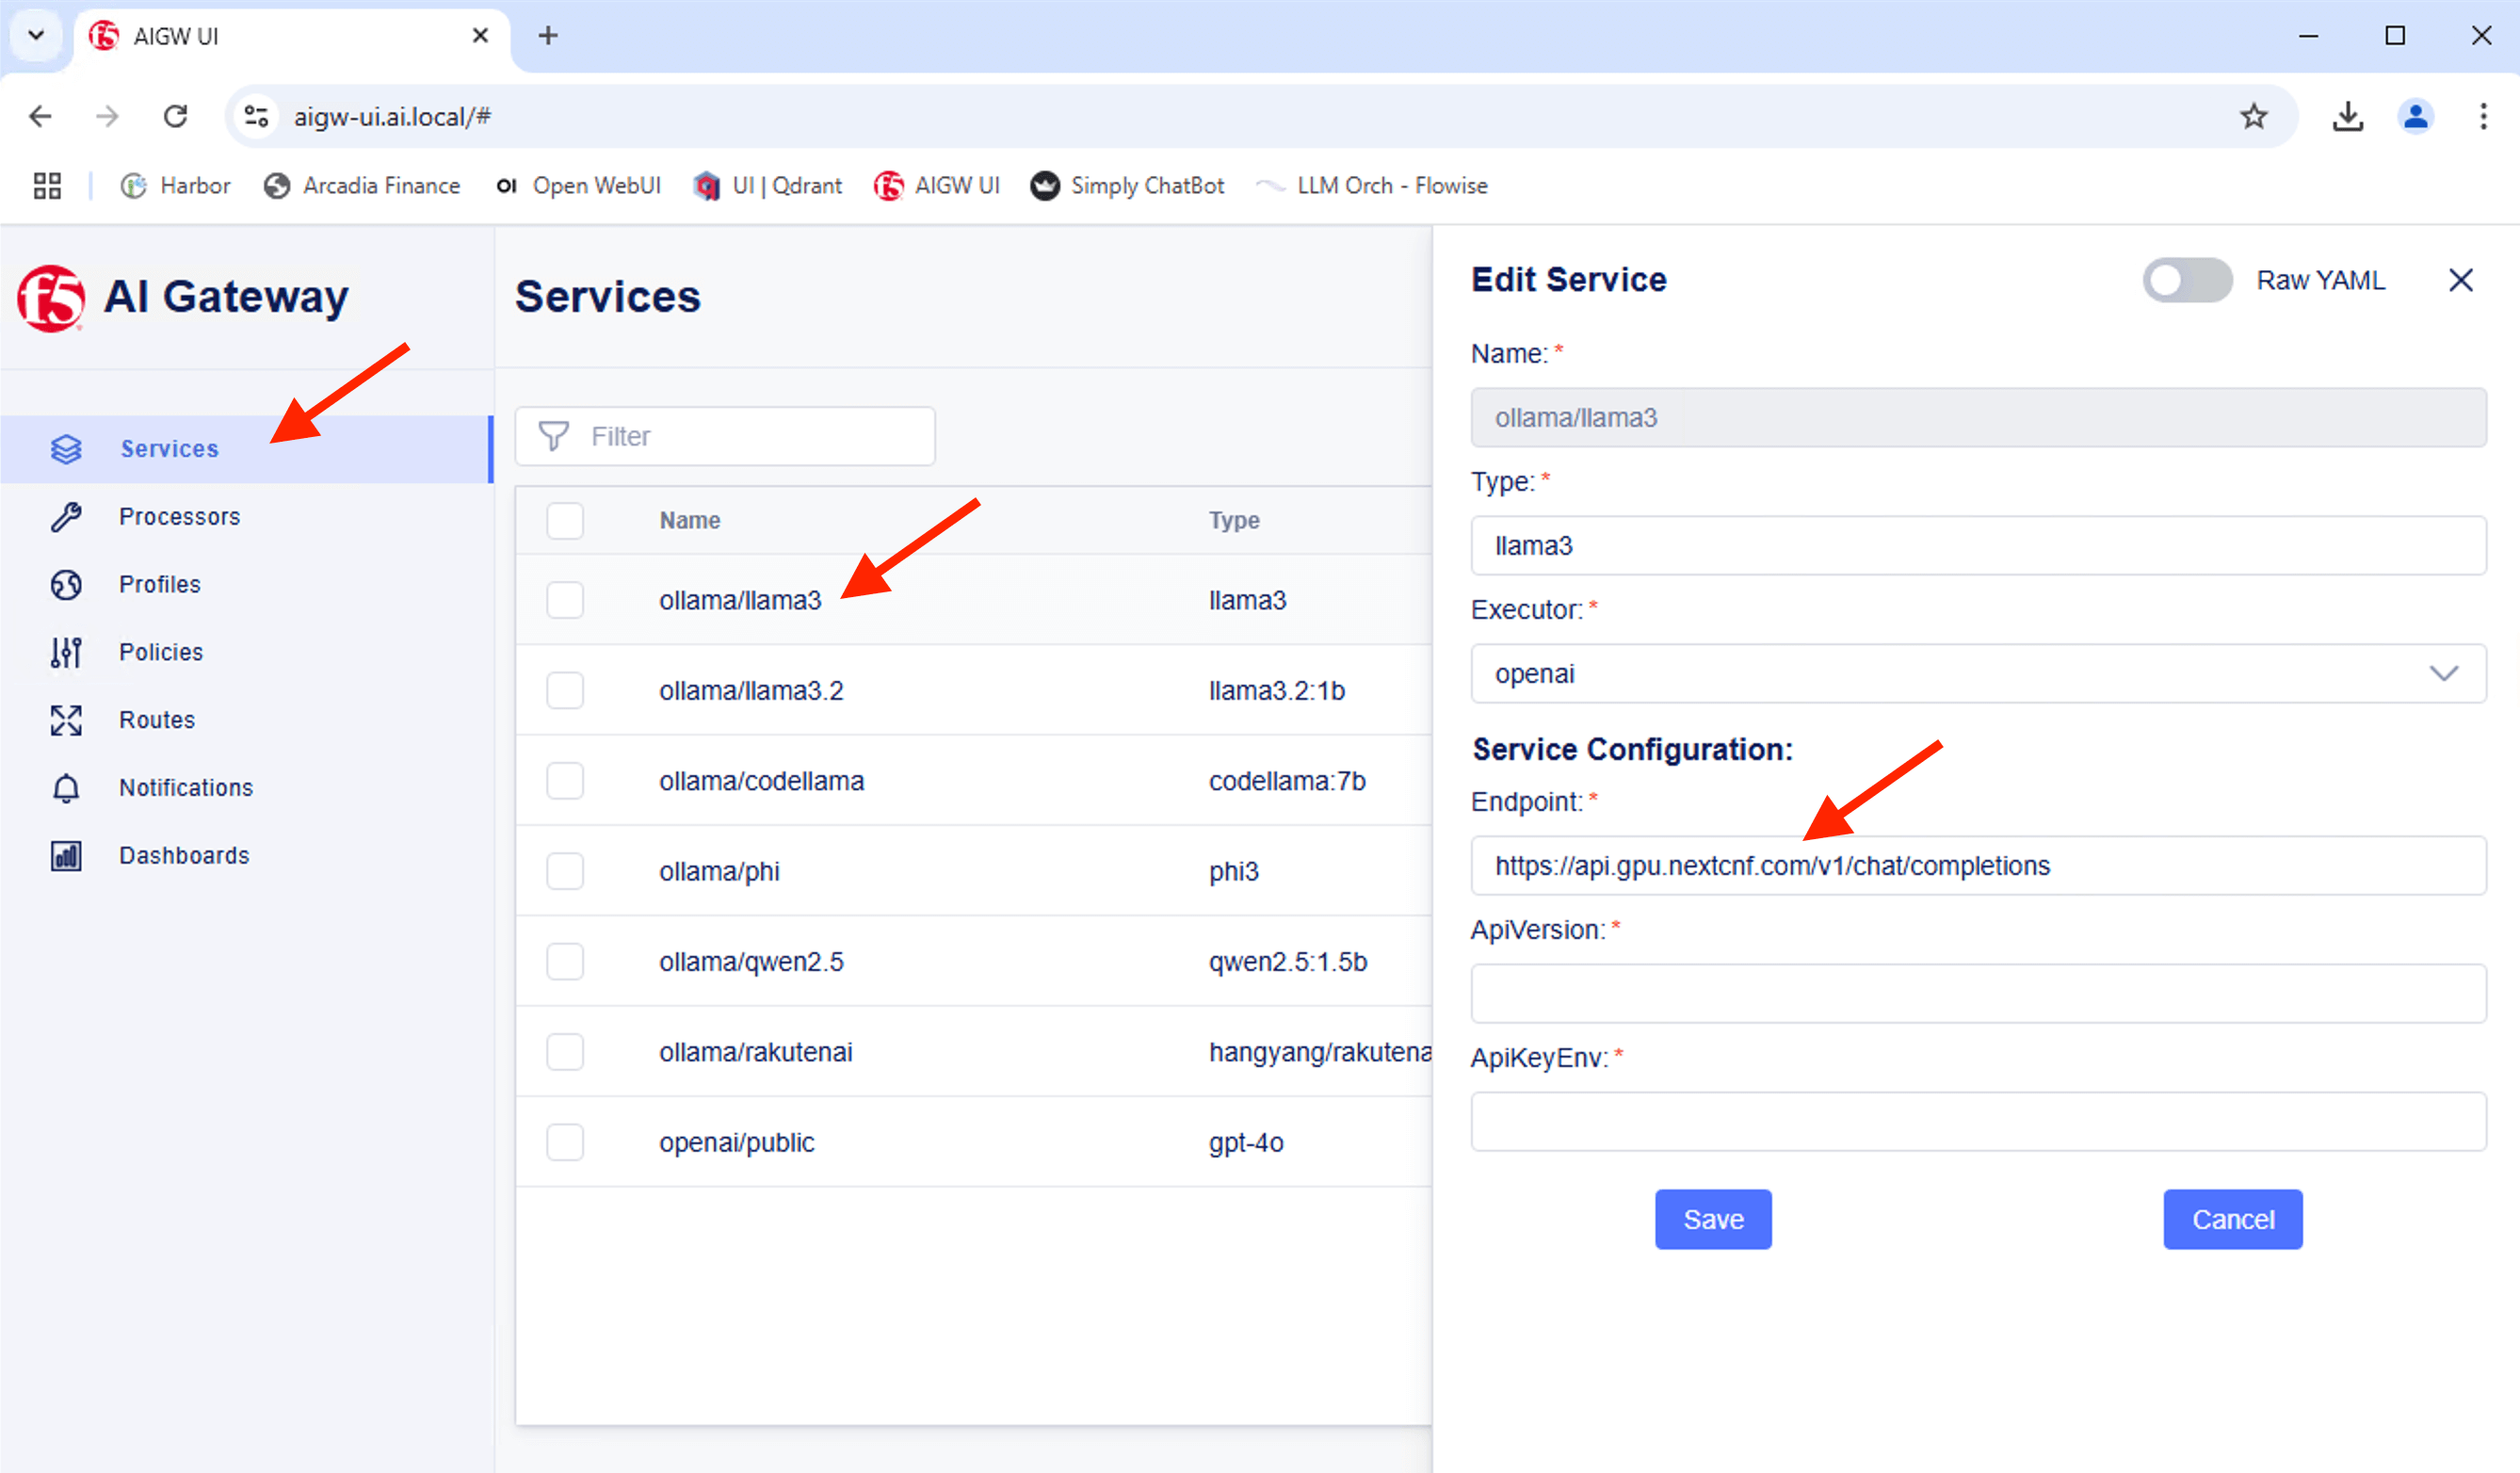 AIGW UI
aigw-ui.ai.local/#
Harbor
Arcadia Finance
OI Open WebUI
UI | Qdrant
AIGW UI
Simply ChatBot
LLM Orch - Flowise
f5 AI Gateway
Services
Processors
Profiles
Policies
Routes
Notifications
Dashboards
Services
Filter
Name Type
ollama/llama3 llama3
ollama/llama3.2 llama3.2:1b
ollama/codellama codellama:7b
ollama/phi phi3
ollama/qwen2.5 qwen2.5:1.5b
ollama/rakutenai hangyang/rakutena
openai/public gpt-4o
Edit Service Raw YAML
Name: *
ollama/llama3
Type: *
llama3
Executor: *
openai
Service Configuration:
Endpoint: *
https://api.gpu.nextcnf.com/v1/chat/completions
ApiVersion: *
ApiKeyEnv: *
Save Cancel